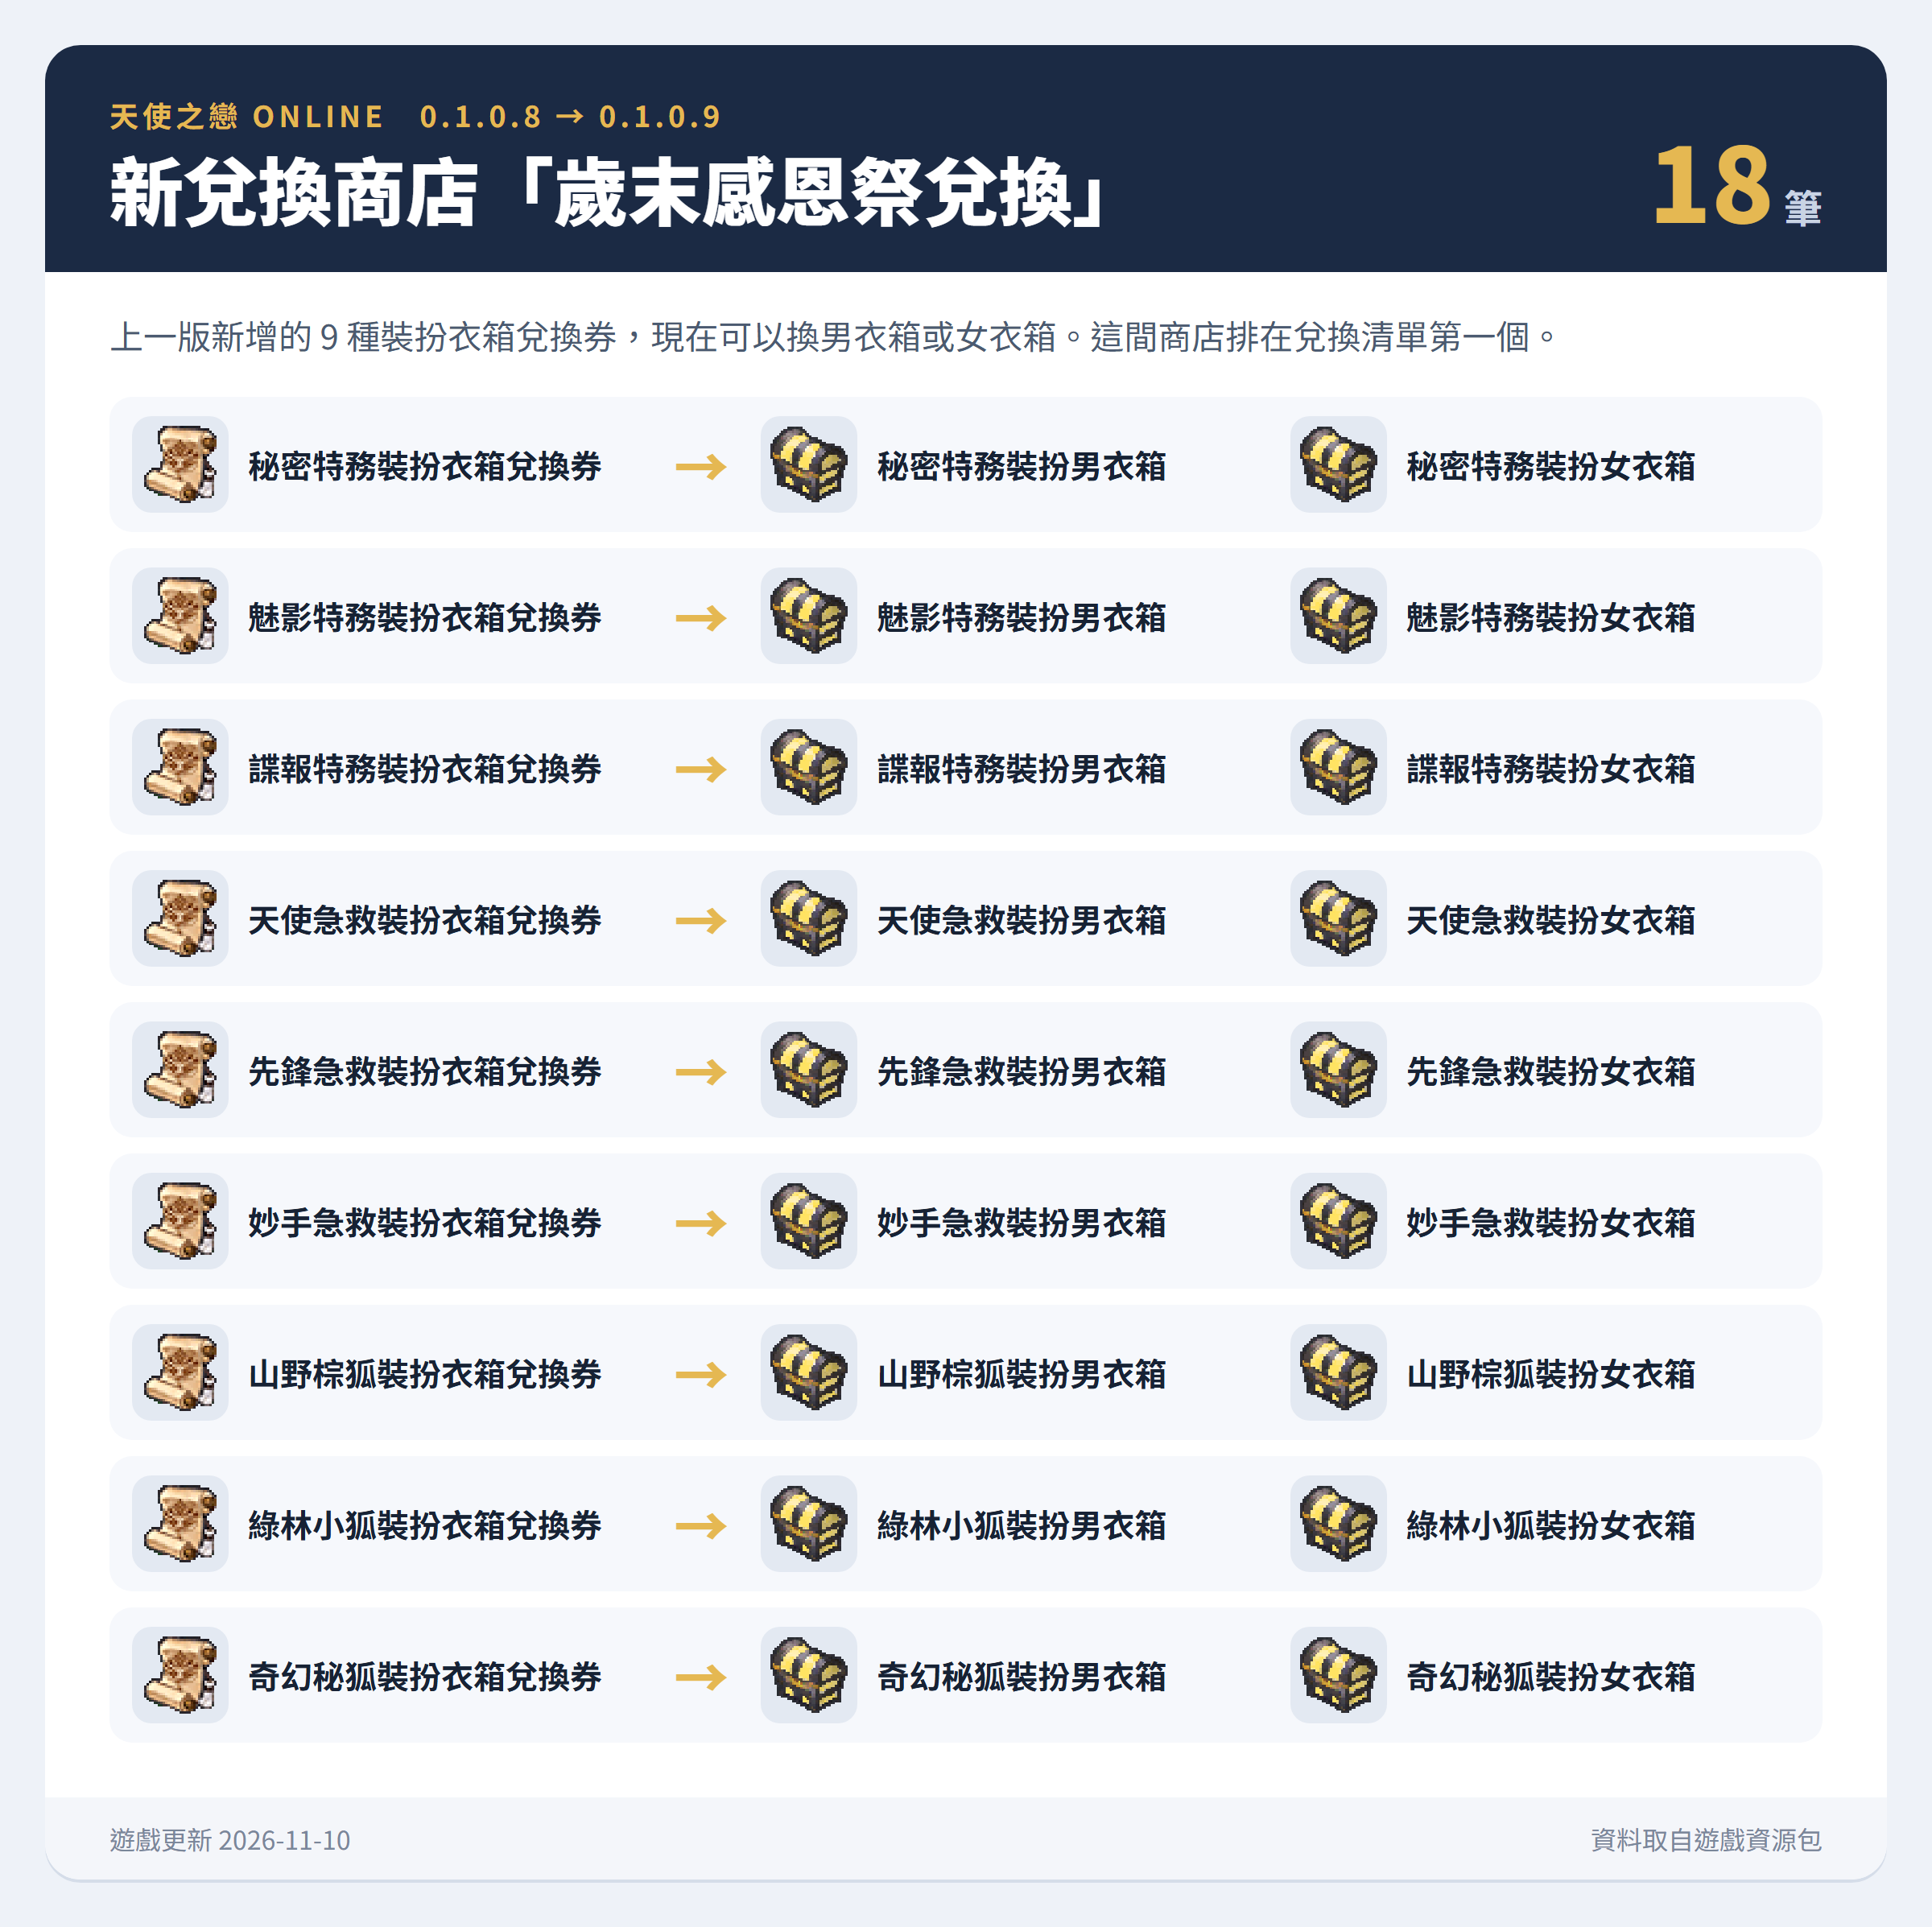 天使之戀 ONLINE 0.1.0.8 → 0.1.0.9
新兌換商店「歲末感恩祭兌換」
18 筆
上一版新增的 9 種裝扮衣箱兌換券，現在可以換男衣箱或女衣箱。這間商店排在兌換清單第一個。
秘密特務裝扮衣箱兌換券 → 秘密特務裝扮男衣箱 秘密特務裝扮女衣箱
魅影特務裝扮衣箱兌換券 → 魅影特務裝扮男衣箱 魅影特務裝扮女衣箱
諜報特務裝扮衣箱兌換券 → 諜報特務裝扮男衣箱 諜報特務裝扮女衣箱
天使急救裝扮衣箱兌換券 → 天使急救裝扮男衣箱 天使急救裝扮女衣箱
先鋒急救裝扮衣箱兌換券 → 先鋒急救裝扮男衣箱 先鋒急救裝扮女衣箱
妙手急救裝扮衣箱兌換券 → 妙手急救裝扮男衣箱 妙手急救裝扮女衣箱
山野棕狐裝扮衣箱兌換券 → 山野棕狐裝扮男衣箱 山野棕狐裝扮女衣箱
綠林小狐裝扮衣箱兌換券 → 綠林小狐裝扮男衣箱 綠林小狐裝扮女衣箱
奇幻秘狐裝扮衣箱兌換券 → 奇幻秘狐裝扮男衣箱 奇幻秘狐裝扮女衣箱
遊戲更新 2026-11-10
資料取自遊戲資源包